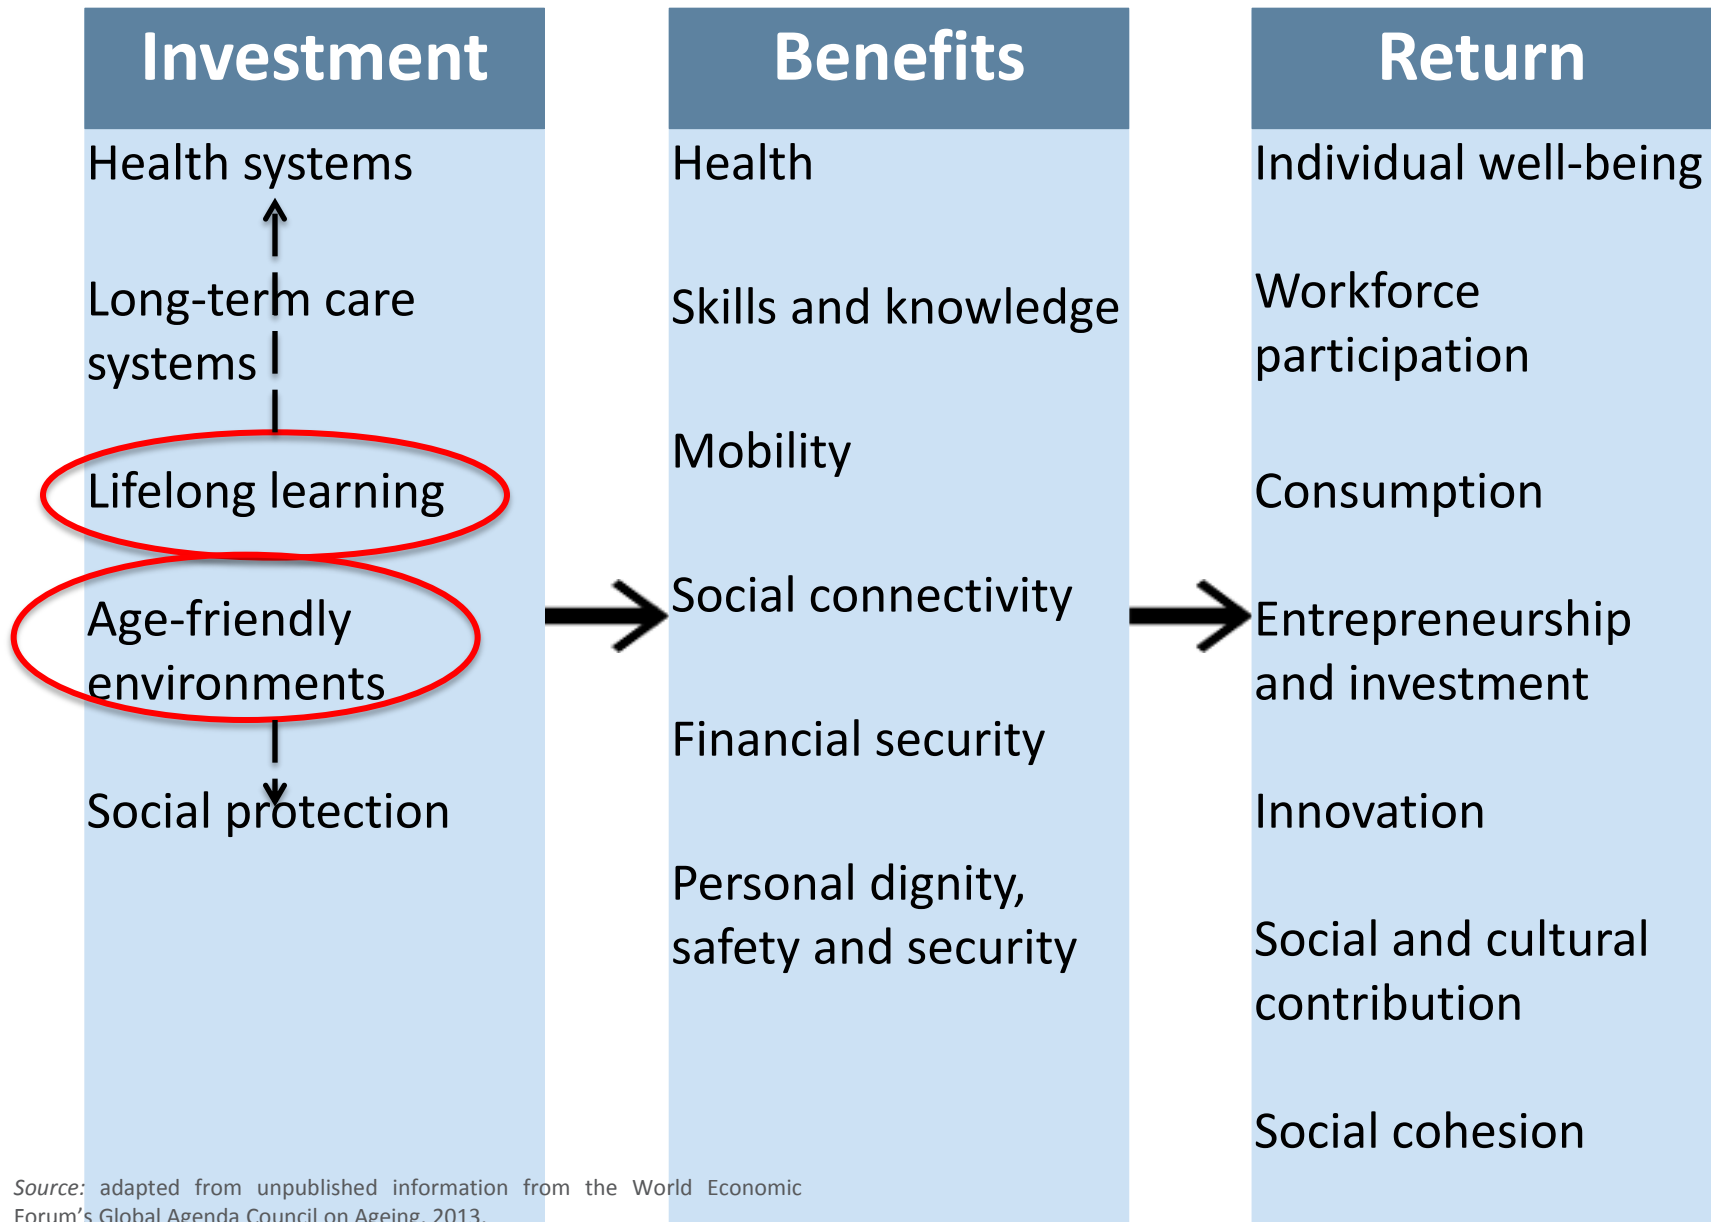 Investment
Health systems
Long-term care
systems
Lifelong learning
Age-friendly
environments
Social protection
Benefits
Health
Skills and knowledge
Mobility
Social connectivity
Financial security
Personal dignity,
safety and security
Return
Individual well-being
Workforce
participation
Consumption
Entrepreneurship
and investment
Innovation
Social and cultural
contribution
Social cohesion
Source: adapted from unpublished information from the World Economic
Forum's Global Agenda Council on Ageing, 2013.